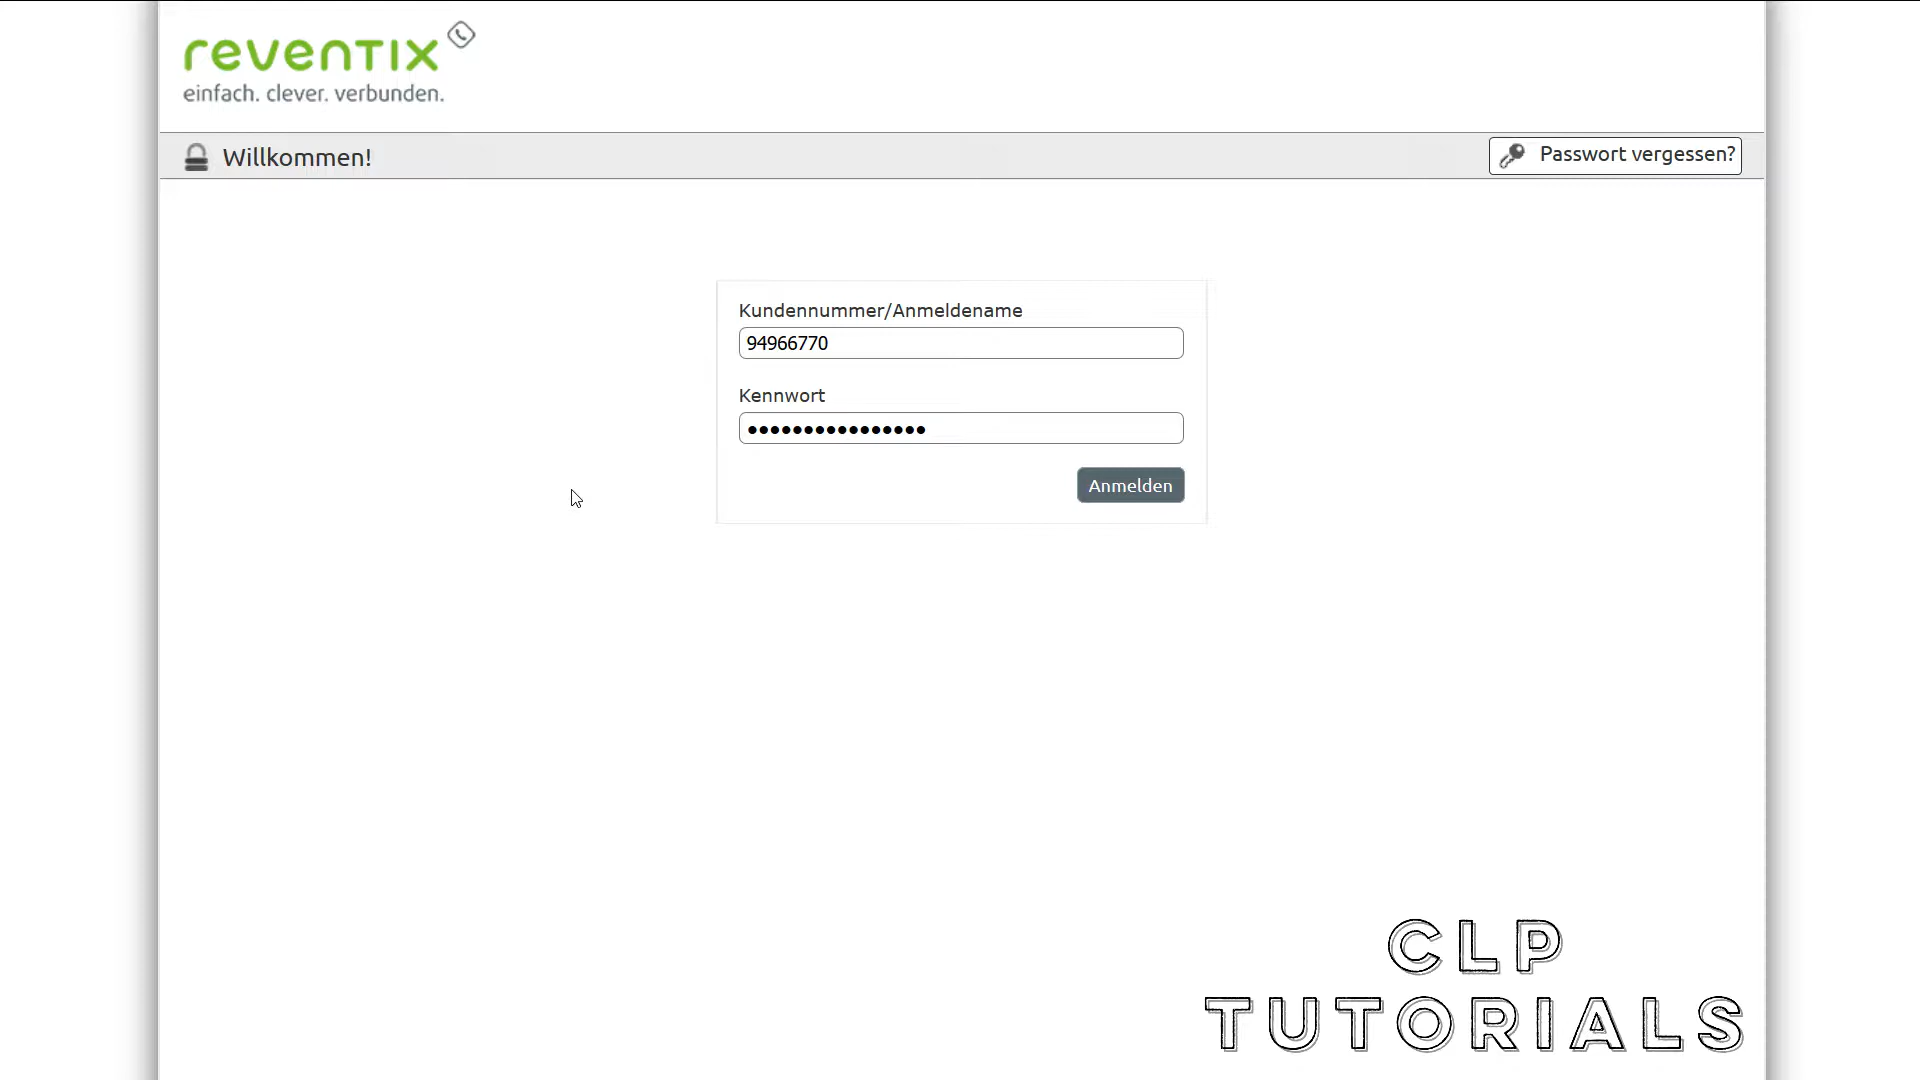 reventix
einfach. clever. verbunden.
Willkommen!
Passwort vergessen?
Kundennummer/Anmeldename
94966770
Kennwort
●●●●●●●●●●●●●●●●
Anmelden
CLP
TUTORIALS